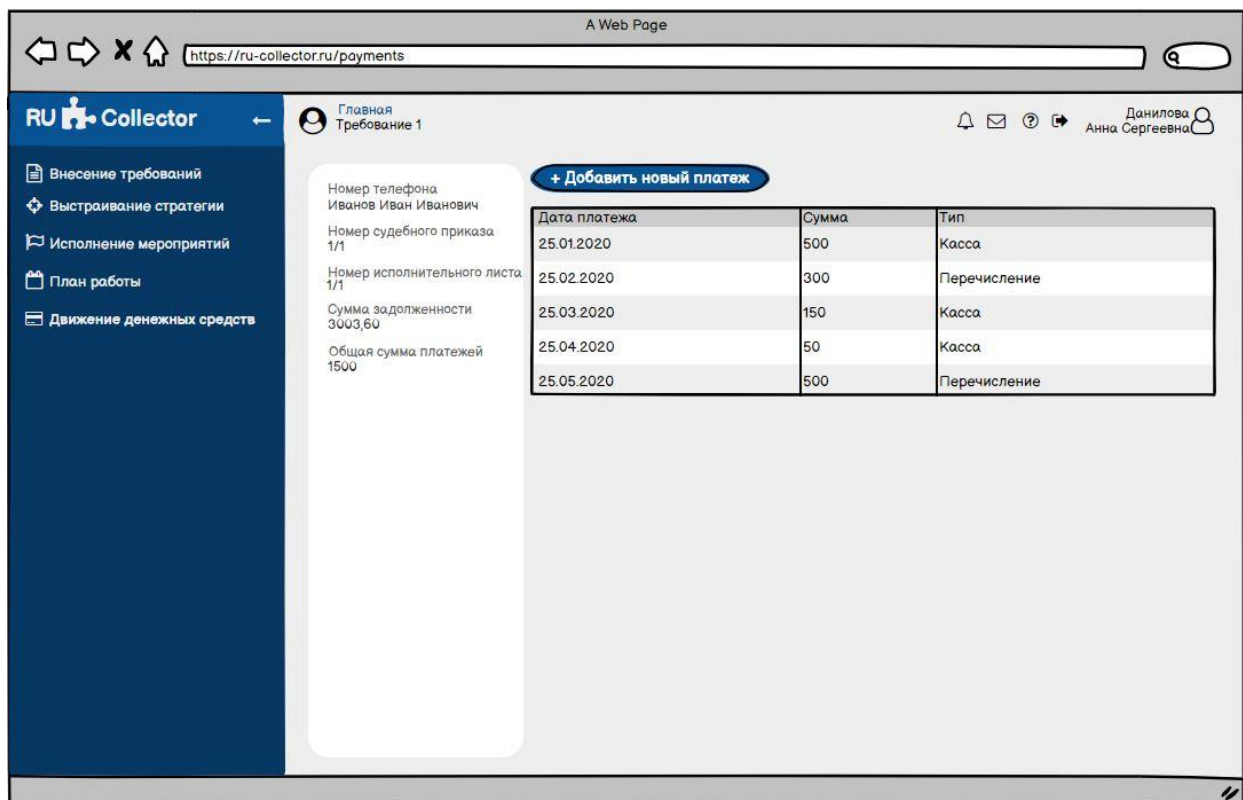 A Web Page
https://ru-collector.ru/payments
RU Collector
Главная
Требование 1
Данилова
Анна Сергеевна
Внесение требований
Выстраивание стратегии
Исполнение мероприятий
План работы
Движение денежных средств
Номер телефона
Иванов Иван Иванович
Номер судебного приказа
1/1
Номер исполнительного листа
1/1
Сумма задолженности
3003,60
Общая сумма платежей
1500
+ Добавить новый платеж
Дата платежа Сумма Тип
25.01.2020 500 Касса
25.02.2020 300 Перечисление
25.03.2020 150 Касса
25.04.2020 50 Касса
25.05.2020 500 Перечисление